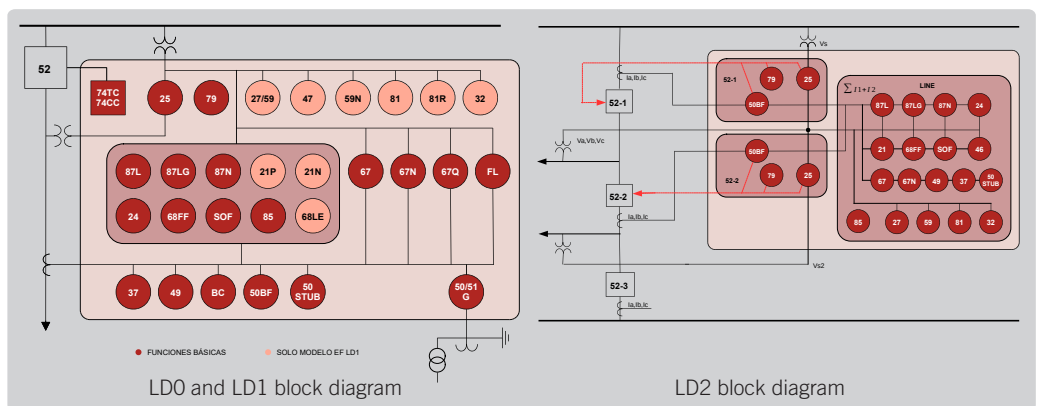 52
74TC
74CC
25
79
27/59
47
59N
81
81R
32
87L
87LG
87N
21P
21N
67
67N
67Q
FL
24
68FF
SOF
85
68LE
37
49
BC
50BF
50
STUB
50/51
G
FUNCIONES BÁSICAS
SOLO MODELO EF LD1
LD0 and LD1 block diagram
Vs
Ia,Ib,Ic
52-1
79
25
50BF
52-1
Va,Vb,Vc
50BF
52-2
79
25
52-2
Ia,Ib,Ic
Vs2
52-3
Ia,Ib,Ic
∑ I1+I2
LINE
87L
87LG
87N
24
21
68FF
SOF
46
67
67N
49
37
50
STUB
85
27
59
81
32
LD2 block diagram